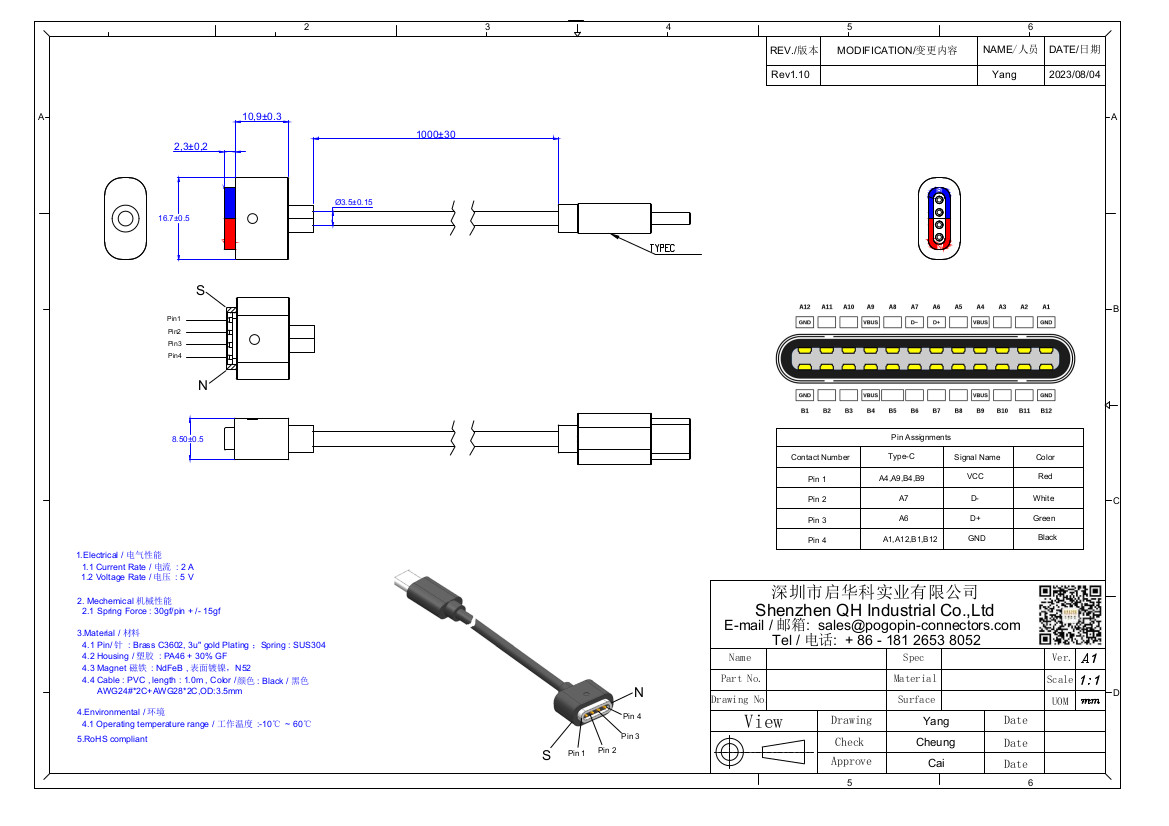 2 3 4 5 6
REV./版本 MODIFICATION/变更内容 NAME/人员 DATE/日期
Rev1.10 Yang 2023/08/04
A A
10,9±0.3
1000±30
2,3±0,2
Ø3.5±0.15
16.7±0.5
TYPEC
S
Pin1
Pin2
Pin3
Pin4
N
8.50±0.5
A12 A11 A10 A9 A8 A7 A6 A5 A4 A3 A2 A1
GND VBUS D- D+ VBUS GND
GND VBUS VBUS GND
B1 B2 B3 B4 B5 B6 B7 B8 B9 B10 B11 B12
B
Pin Assignments
Contact Number Type-C Signal Name Color
Pin 1 A4,A9,B4,B9 VCC Red
Pin 2 A7 D- White
Pin 3 A6 D+ Green
Pin 4 A1,A12,B1,B12 GND Black
C
1.Electrical / 电气性能
1.1 Current Rate / 电流 : 2 A
1.2 Voltage Rate / 电压 : 5 V
2. Mechemical 机械性能
2.1 Spring Force : 30gf/pin + /- 15gf
3.Material / 材料
4.1 Pin/ 针 : Brass C3602, 3u" gold Plating ; Spring : SUS304
4.2 Housing / 塑胶 : PA46 + 30% GF
4.3 Magnet 磁铁 : NdFeB , 表面镀镍, N52
4.4 Cable : PVC , length : 1.0m , Color /颜色 : Black / 黑色
AWG24#*2C+AWG28*2C,OD:3.5mm
4.Environmental / 环境
4.1 Operating temperature range / 工作温度 :-10℃ ~ 60℃
5.RoHS compliant
N
Pin 4
Pin 3
Pin 2
Pin 1
S
深圳市启华科实业有限公司
Shenzhen QH Industrial Co.,Ltd
E-mail / 邮箱: sales@pogopin-connectors.com
Tel / 电话: + 86 - 181 2653 8052
Name Spec Ver. A1
Part No. Material Scale 1:1
Drawing No Surface UOM mm
D
View Drawing Yang Date
Check Cheung Date
Approve Cai Date
5 6